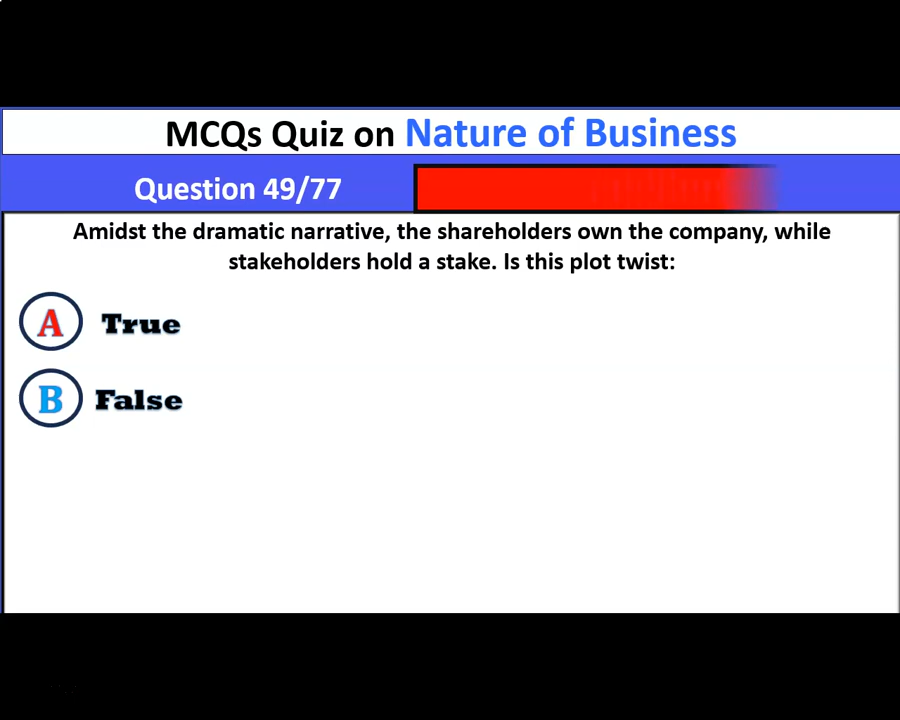 MCQs Quiz on Nature of Business
Question 49/77
Amidst the dramatic narrative, the shareholders own the company, while
stakeholders hold a stake. Is this plot twist:
A True
B False